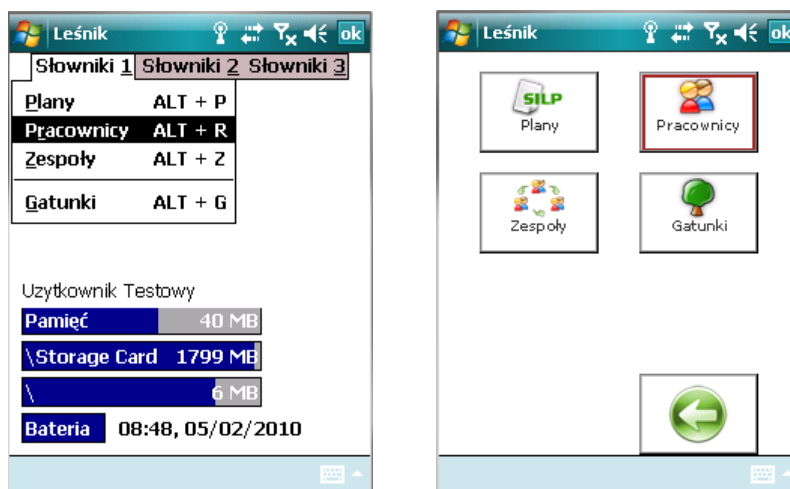 Leśnik
ok
Słowniki 1 Słowniki 2 Słowniki 3
Plany ALT + P
Pracownicy ALT + R
Zespoły ALT + Z
Gatunki ALT + G
Uzytkownik Testowy
Pamięć 40 MB
\Storage Card 1799 MB
\ 6 MB
Bateria 08:48, 05/02/2010
Leśnik
ok
SILP
Plany
Pracownicy
Zespoły
Gatunki